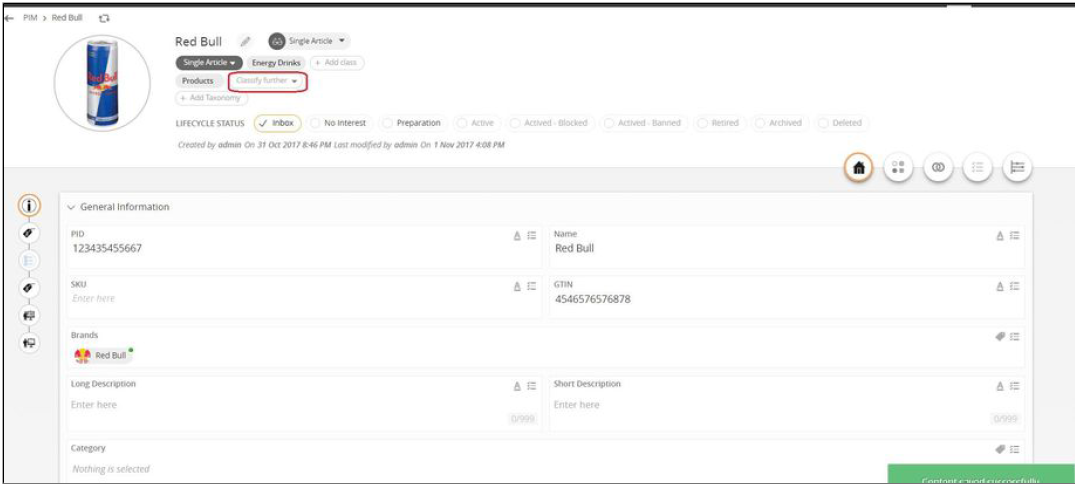 PIM > Red Bull
Red Bull Single Article
Single Article Energy Drinks + Add class
Products Classify further
+ Add Taxonomy
LIFECYCLE STATUS Inbox No Interest Preparation Active Actived - Blocked Actived - Banned Retired Archived Deleted
Created by admin On 31 Oct 2017 8:46 PM Last modified by admin On 1 Nov 2017 4:08 PM
General Information
PID Name
123435455667 Red Bull
SKU GTIN
Enter here 4546576576878
Brands
Red Bull
Long Description Short Description
Enter here Enter here
0/999 0/999
Category
Nothing is selected
Content saved successfully